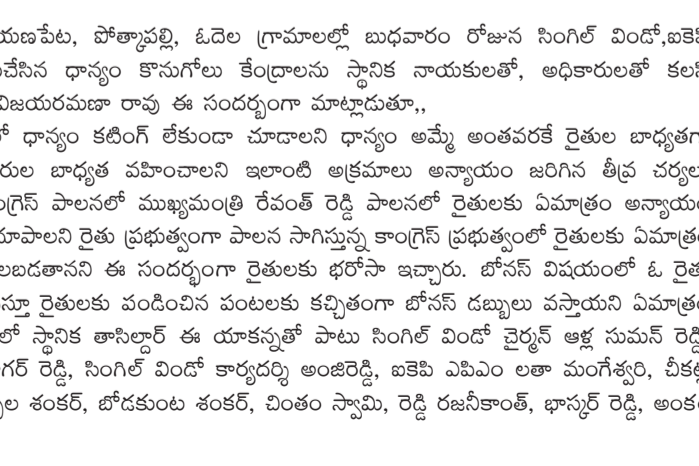 యణపేట, పోత్కాపల్లి, ఓదెల గ్రామాలల్లో బుధవారం రోజున సింగిల్ విండో,ఐకెపి
చేసిన ధాన్యం కొనుగోలు కేంద్రాలను స్థానిక నాయకులతో, అధికారులతో కలసి
విజయరమణా రావు ఈ సందర్భంగా మాట్లాడుతూ,,
లో ధాన్యం కటింగ్ లేకుండా చూడాలని ధాన్యం అమ్మే అంతవరకే రైతుల బాధ్యతగ
రుల బాధ్యత వహించాలని ఇలాంటి అక్రమాలు అన్యాయం జరిగిన తీవ్ర చర్యల
ంగ్రెస్ పాలనలో ముఖ్యమంత్రి రేవంత్ రెడ్డి పాలనలో రైతులకు ఏమాత్రం అన్యాయం
చూపాలని రైతు ప్రభుత్వంగా పాలన సాగిస్తున్న కాంగ్రెస్ ప్రభుత్వంలో రైతులకు ఏమాత్రం
లబడతానని ఈ సందర్భంగా రైతులకు భరోసా ఇచ్చారు. బోనస్ విషయంలో ఓ రైతు
స్తూ రైతులకు వండించిన పంటలకు కచ్చితంగా బోనస్ డబ్బులు వస్తాయని ఏమాత్రం
లో స్థానిక తాసిల్దార్ ఈ యాకన్నతో పాటు సింగిల్ విండో చైర్మన్ ఆళ్ల సుమన్ రెడ్డి
గర్ రెడ్డి, సింగిల్ విండో కార్యదర్శి అంజిరెడ్డి, ఐకెపి ఎపిఎం లతా మంగేశ్వరి, చీకట్ల
ల శంకర్, బోడకుంట శంకర్, చింతం స్వామి, రెడ్డి రజనీకాంత్, భాస్కర్ రెడ్డి, అంకం